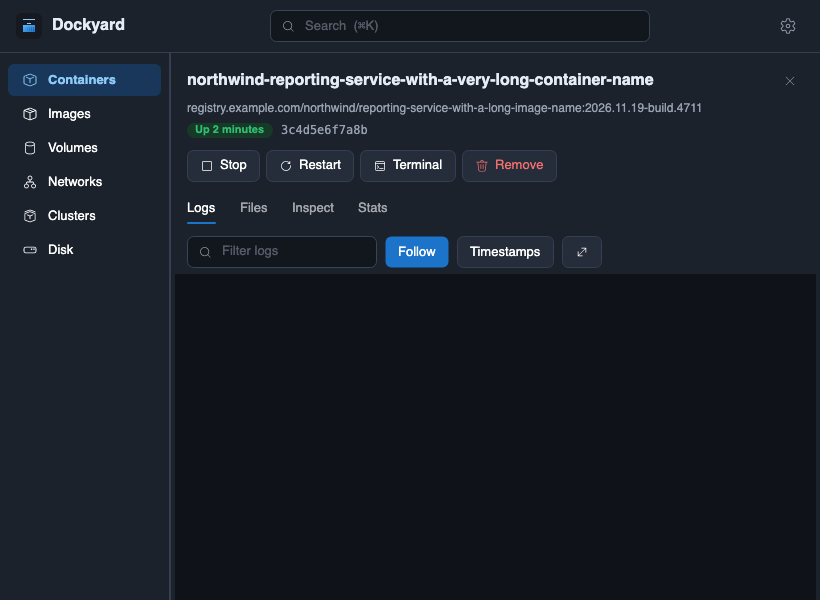 Dockyard
Search (⌘K)
Containers
Images
Volumes
Networks
Clusters
Disk
northwind-reporting-service-with-a-very-long-container-name
registry.example.com/northwind/reporting-service-with-a-long-image-name:2026.11.19-build.4711
Up 2 minutes 3c4d5e6f7a8b
Stop Restart Terminal Remove
Logs Files Inspect Stats
Filter logs Follow Timestamps